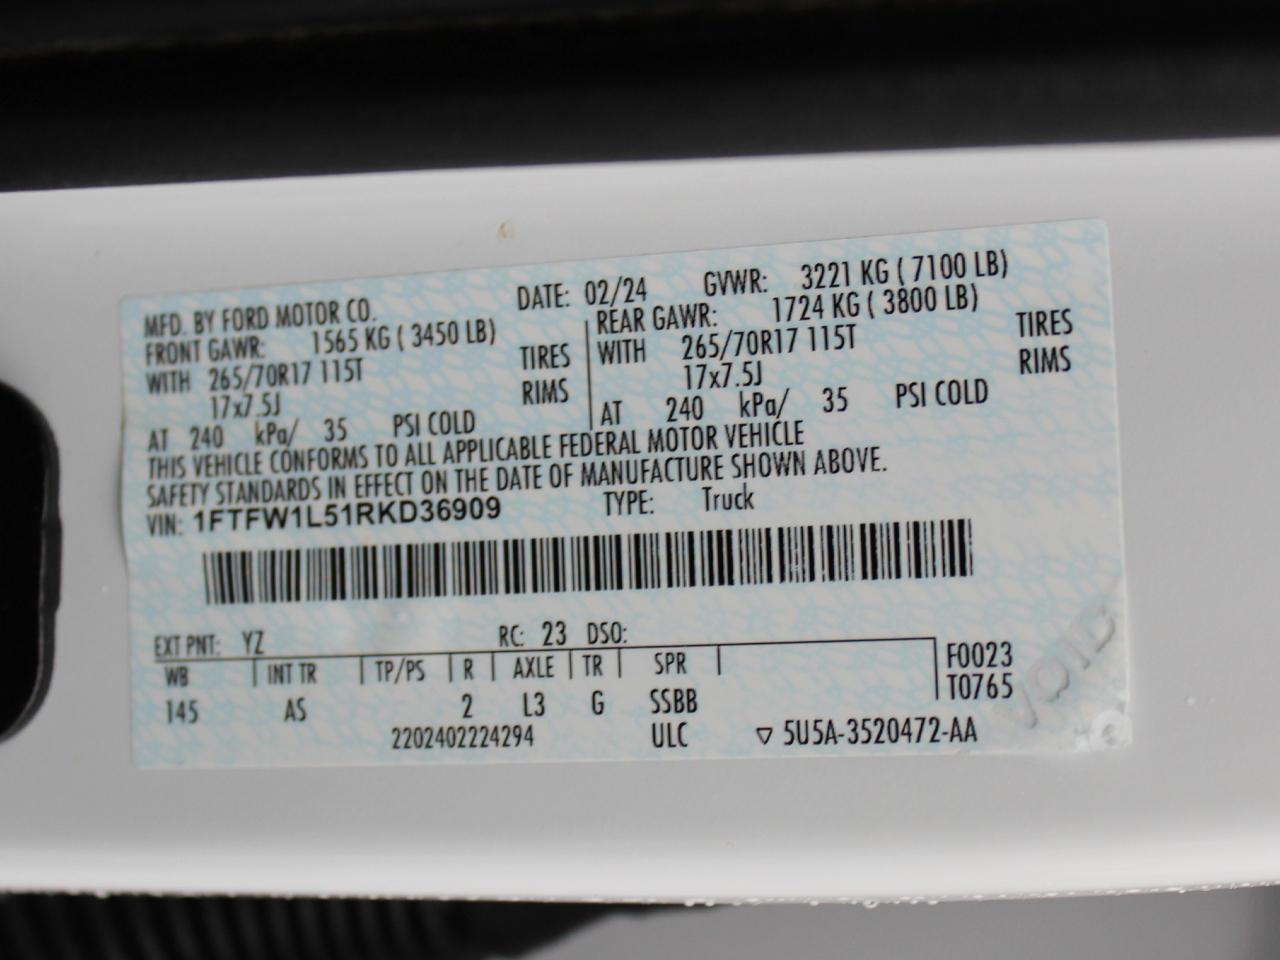 MFD. BY FORD MOTOR CO. DATE: 02/24 GVWR: 3221 KG ( 7100 LB)
FRONT GAWR: 1565 KG ( 3450 LB) REAR GAWR: 1724 KG ( 3800 LB)
WITH 265/70R17 115T TIRES WITH 265/70R17 115T TIRES
17x7.5J RIMS 17x7.5J RIMS
AT 240 kPa/ 35 PSI COLD AT 240 kPa/ 35 PSI COLD
THIS VEHICLE CONFORMS TO ALL APPLICABLE FEDERAL MOTOR VEHICLE
SAFETY STANDARDS IN EFFECT ON THE DATE OF MANUFACTURE SHOWN ABOVE.
VIN: 1FTFW1L51RKD36909 TYPE: Truck
EXT PNT: YZ RC: 23 DSO:
WB INT TR TP/PS R AXLE TR SPR F0023
145 AS 2 L3 G SSBB T0765
2202402224294 ULC ▽ 5U5A-3520472-AA
VOID